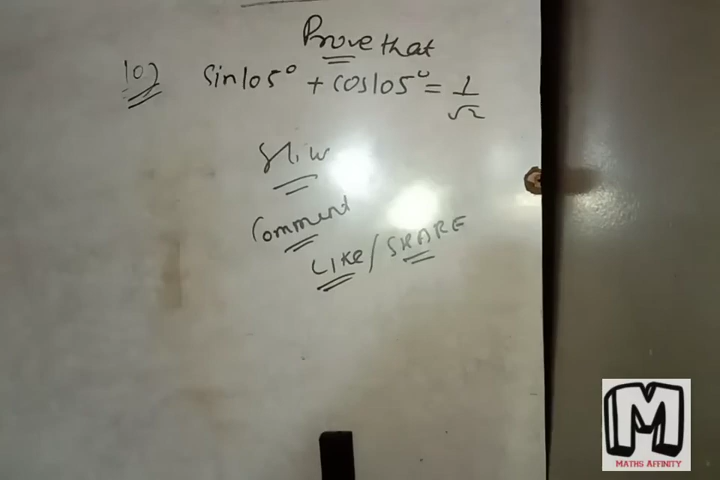 Prove that
10) Sin105° + cos105° = 1/√2
Comment
LIKE/SHARE
M
MATHS AFFINITY